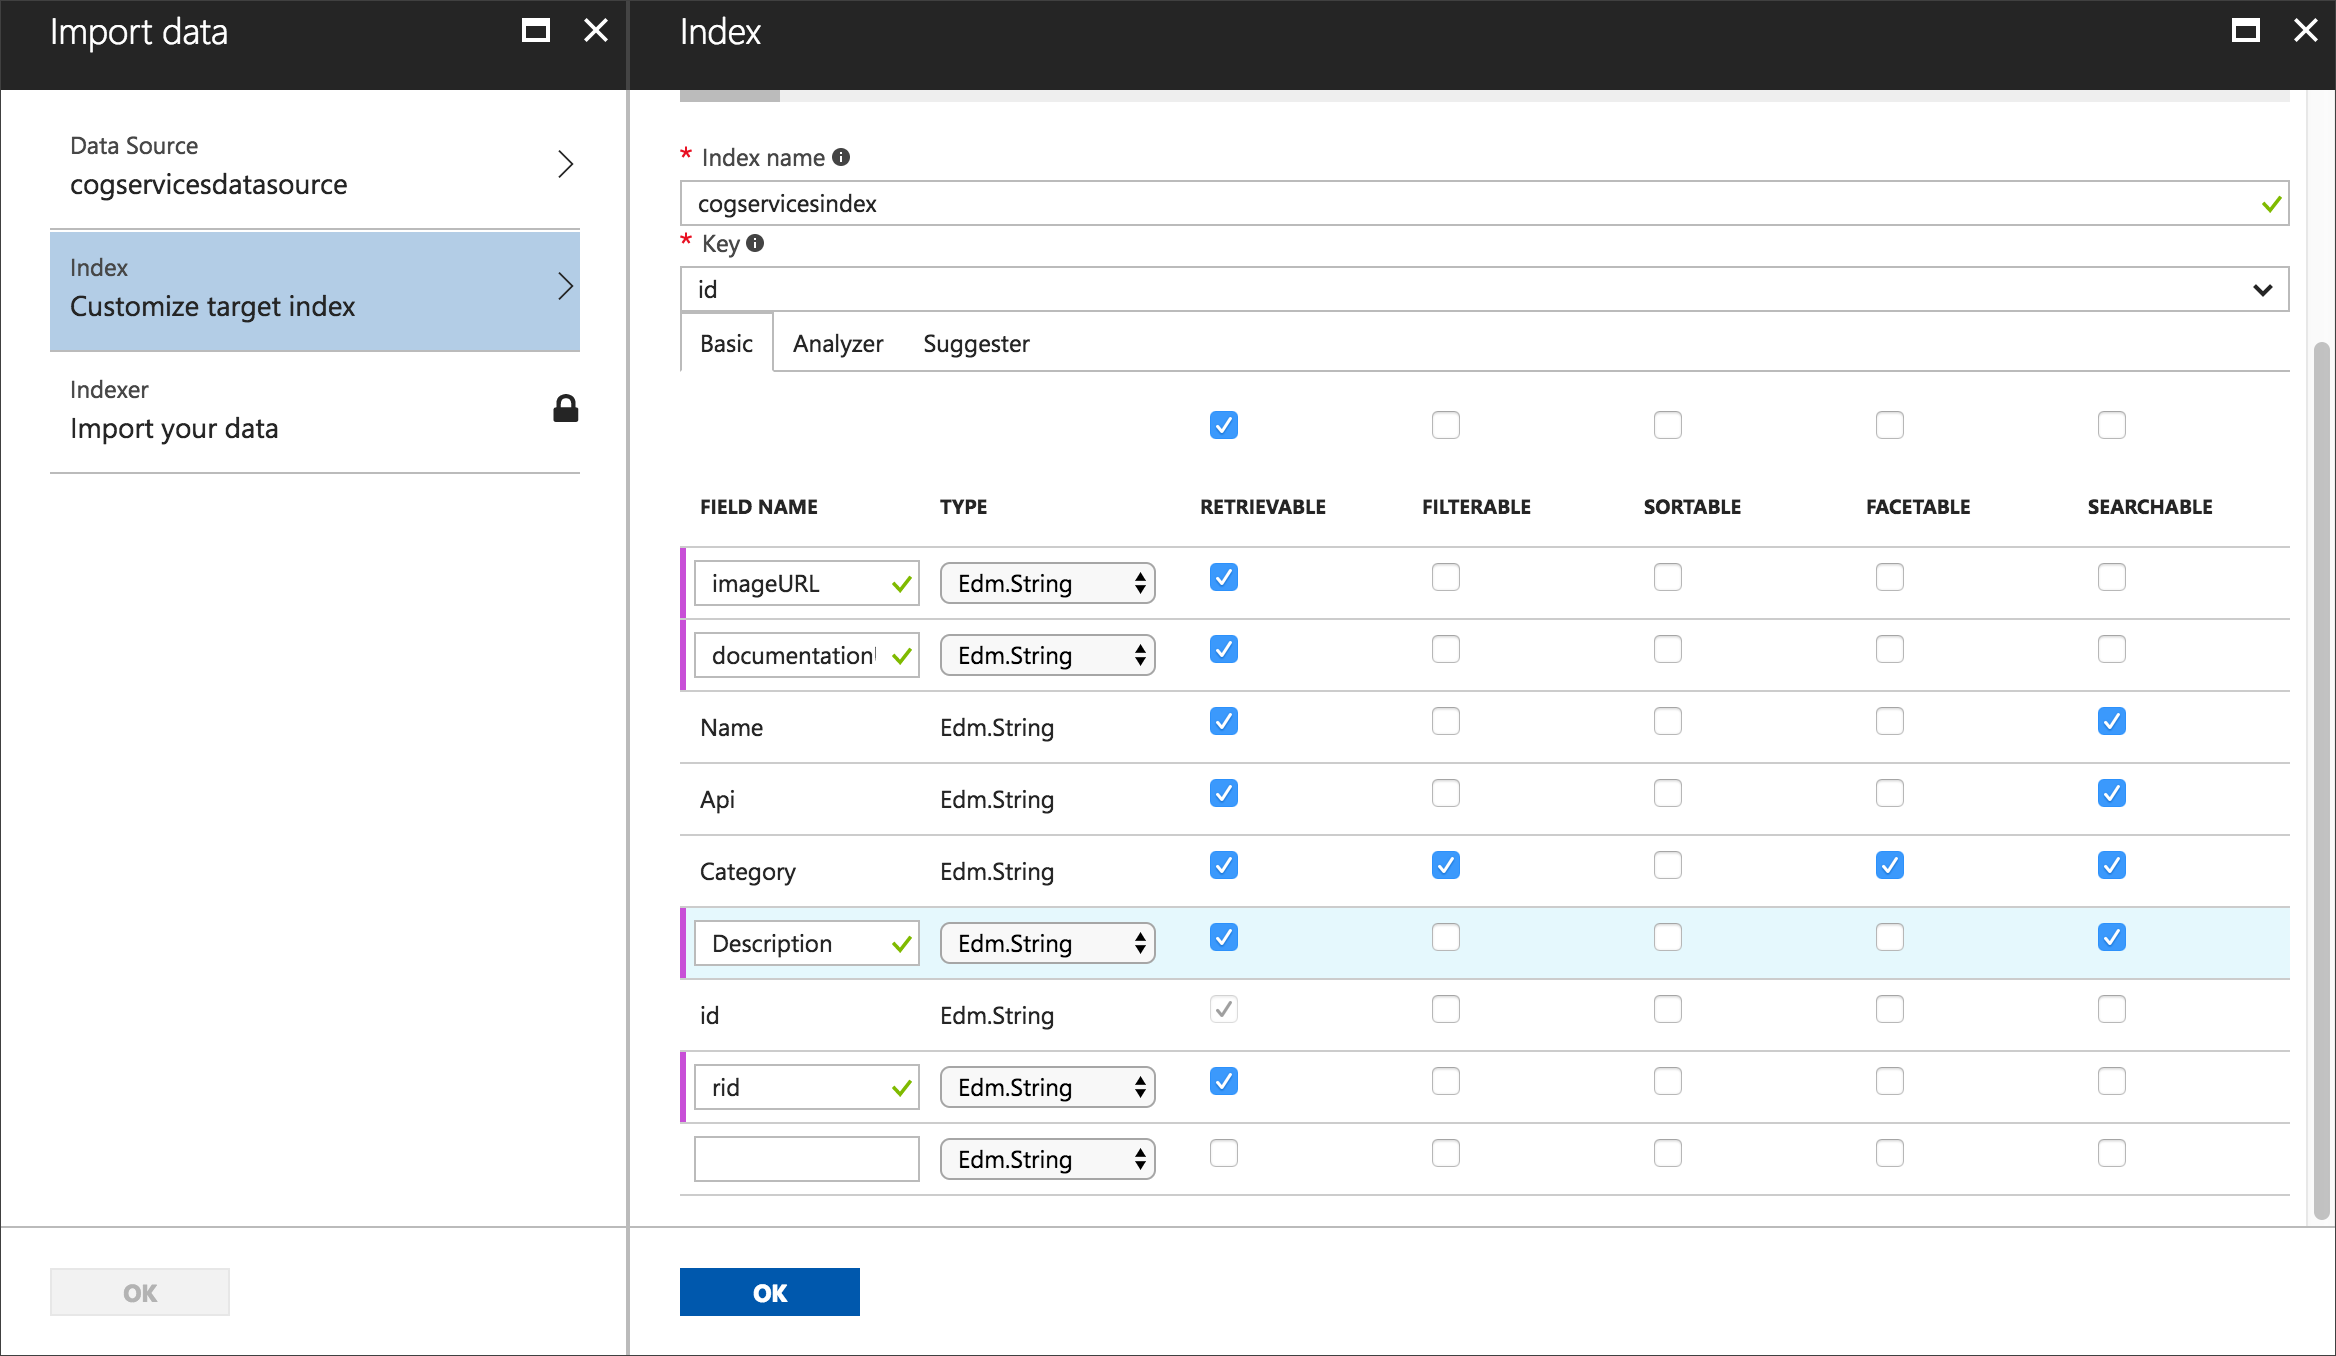 Import data
Index
Data Source
cogservicesdatasource
Index
Customize target index
Indexer
Import your data
OK
* Index name
cogservicesindex
* Key
id
Basic Analyzer Suggester
FIELD NAME TYPE RETRIEVABLE FILTERABLE SORTABLE FACETABLE SEARCHABLE
imageURL Edm.String
documentation Edm.String
Name Edm.String
Api Edm.String
Category Edm.String
Description Edm.String
id Edm.String
rid Edm.String
Edm.String
OK